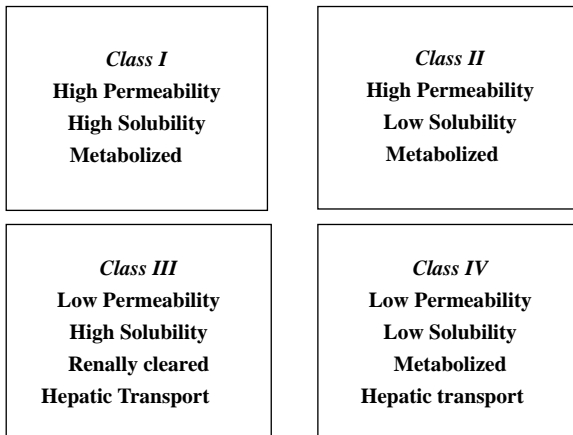 Class I
High Permeability
High Solubility
Metabolized
Class II
High Permeability
Low Solubility
Metabolized
Class III
Low Permeability
High Solubility
Renally cleared
Hepatic Transport
Class IV
Low Permeability
Low Solubility
Metabolized
Hepatic transport